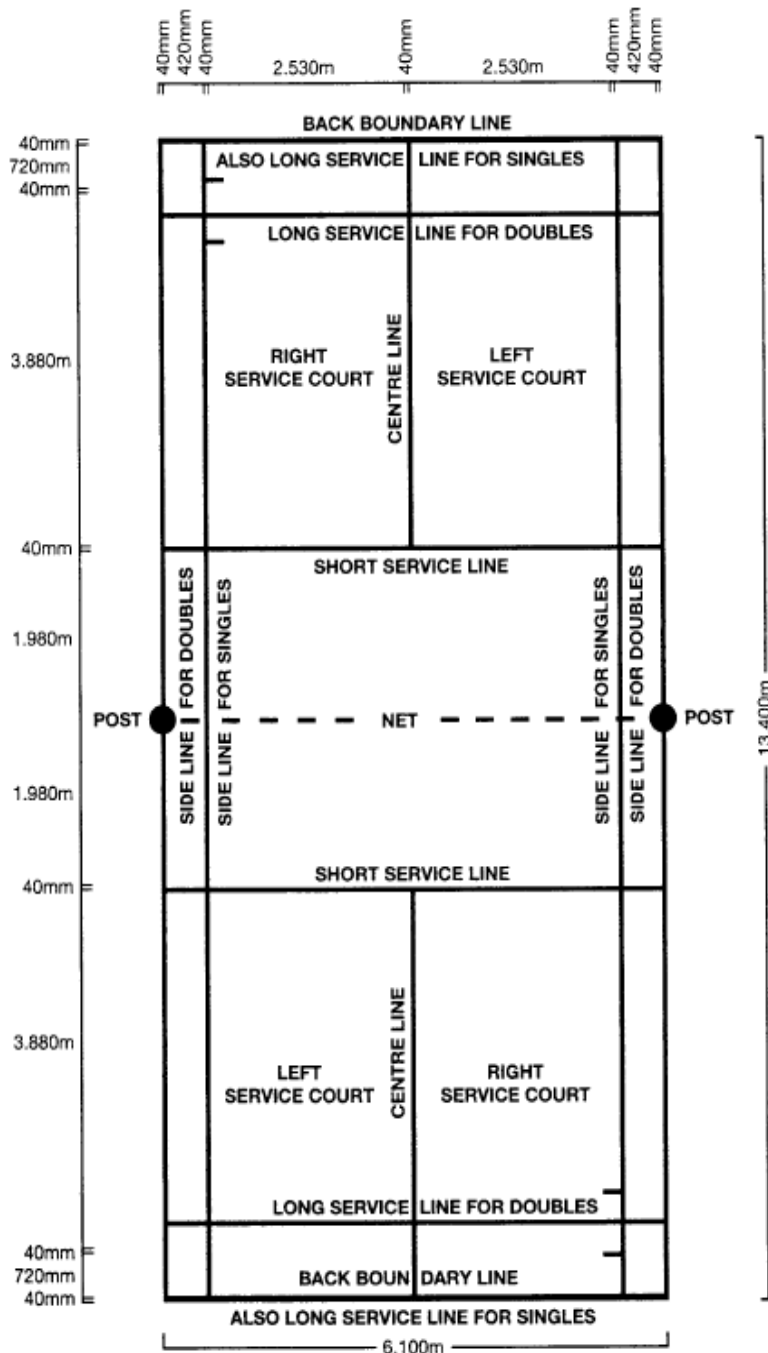 40mm
420mm
40mm
2.530m
40mm
2.530m
40mm
420mm
40mm
BACK BOUNDARY LINE
40mm
720mm
40mm
ALSO LONG SERVICE LINE FOR SINGLES
LONG SERVICE LINE FOR DOUBLES
3.880m
RIGHT
SERVICE COURT
CENTRE LINE
LEFT
SERVICE COURT
40mm
SHORT SERVICE LINE
1.980m
SIDE LINE FOR DOUBLES
SIDE LINE FOR SINGLES
SIDE LINE FOR SINGLES
SIDE LINE FOR DOUBLES
POST
NET
POST
13.400m
1.980m
SHORT SERVICE LINE
40mm
3.880m
LEFT
SERVICE COURT
CENTRE LINE
RIGHT
SERVICE COURT
LONG SERVICE LINE FOR DOUBLES
40mm
720mm
40mm
BACK BOUNDARY LINE
ALSO LONG SERVICE LINE FOR SINGLES
6.100m